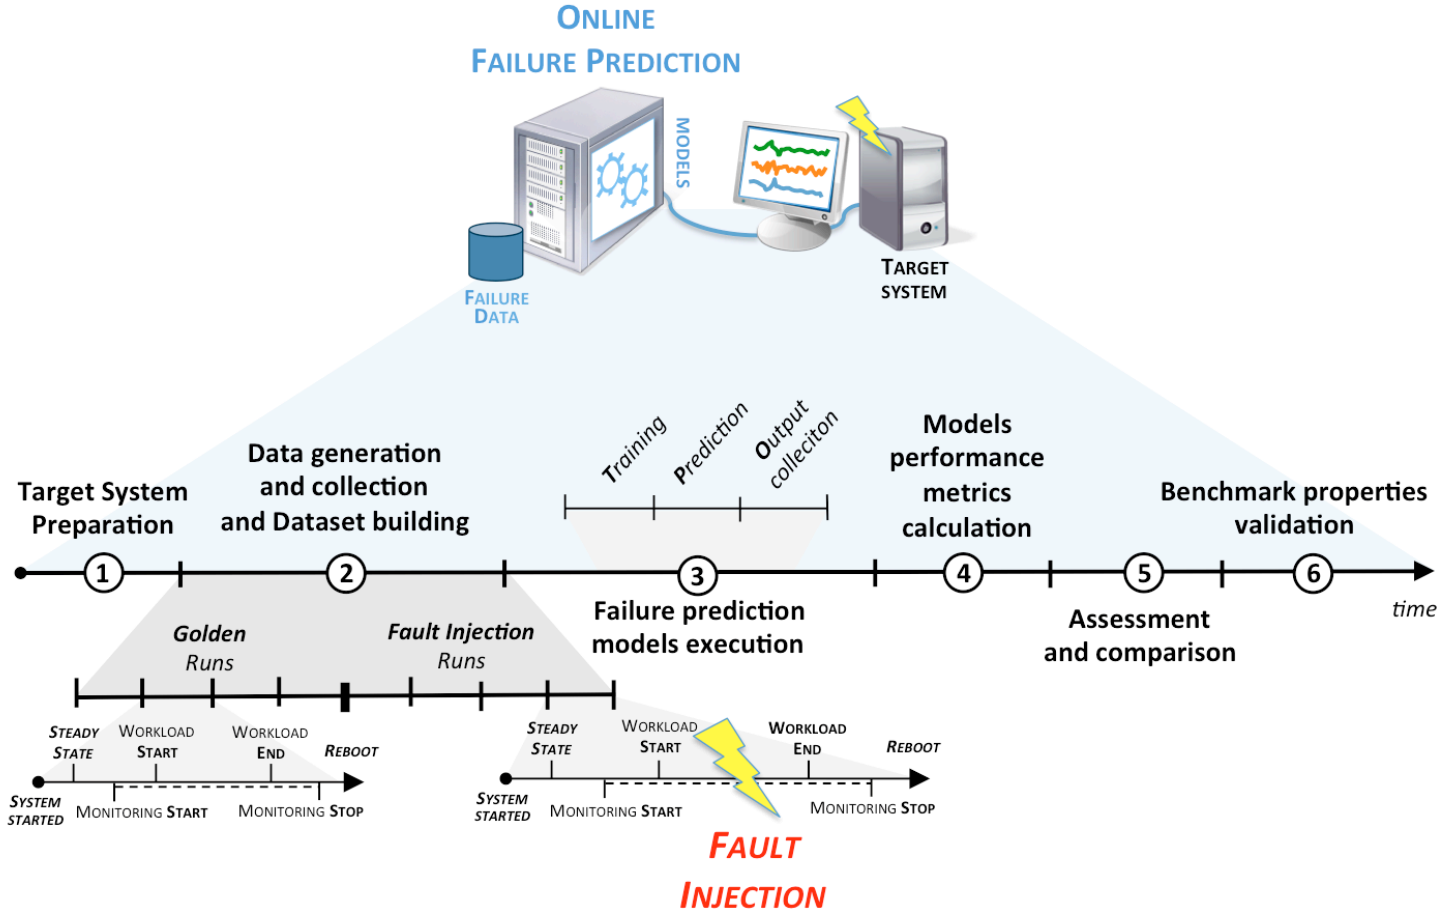 ONLINE
FAILURE PREDICTION
MODELS
TARGET
SYSTEM
FAILURE
DATA
Training
Prediction
Output
colleciton
Target System
Preparation
Data generation
and collection
and Dataset building
Models
performance
metrics
calculation
Benchmark properties
validation
1
2
3
4
5
6
time
Failure prediction
models execution
Assessment
and comparison
Golden
Runs
Fault Injection
Runs
STEADY
STATE
WORKLOAD
START
WORKLOAD
END
REBOOT
SYSTEM
STARTED
MONITORING START
MONITORING STOP
STEADY
STATE
WORKLOAD
START
WORKLOAD
END
REBOOT
SYSTEM
STARTED
MONITORING START
MONITORING STOP
FAULT
INJECTION